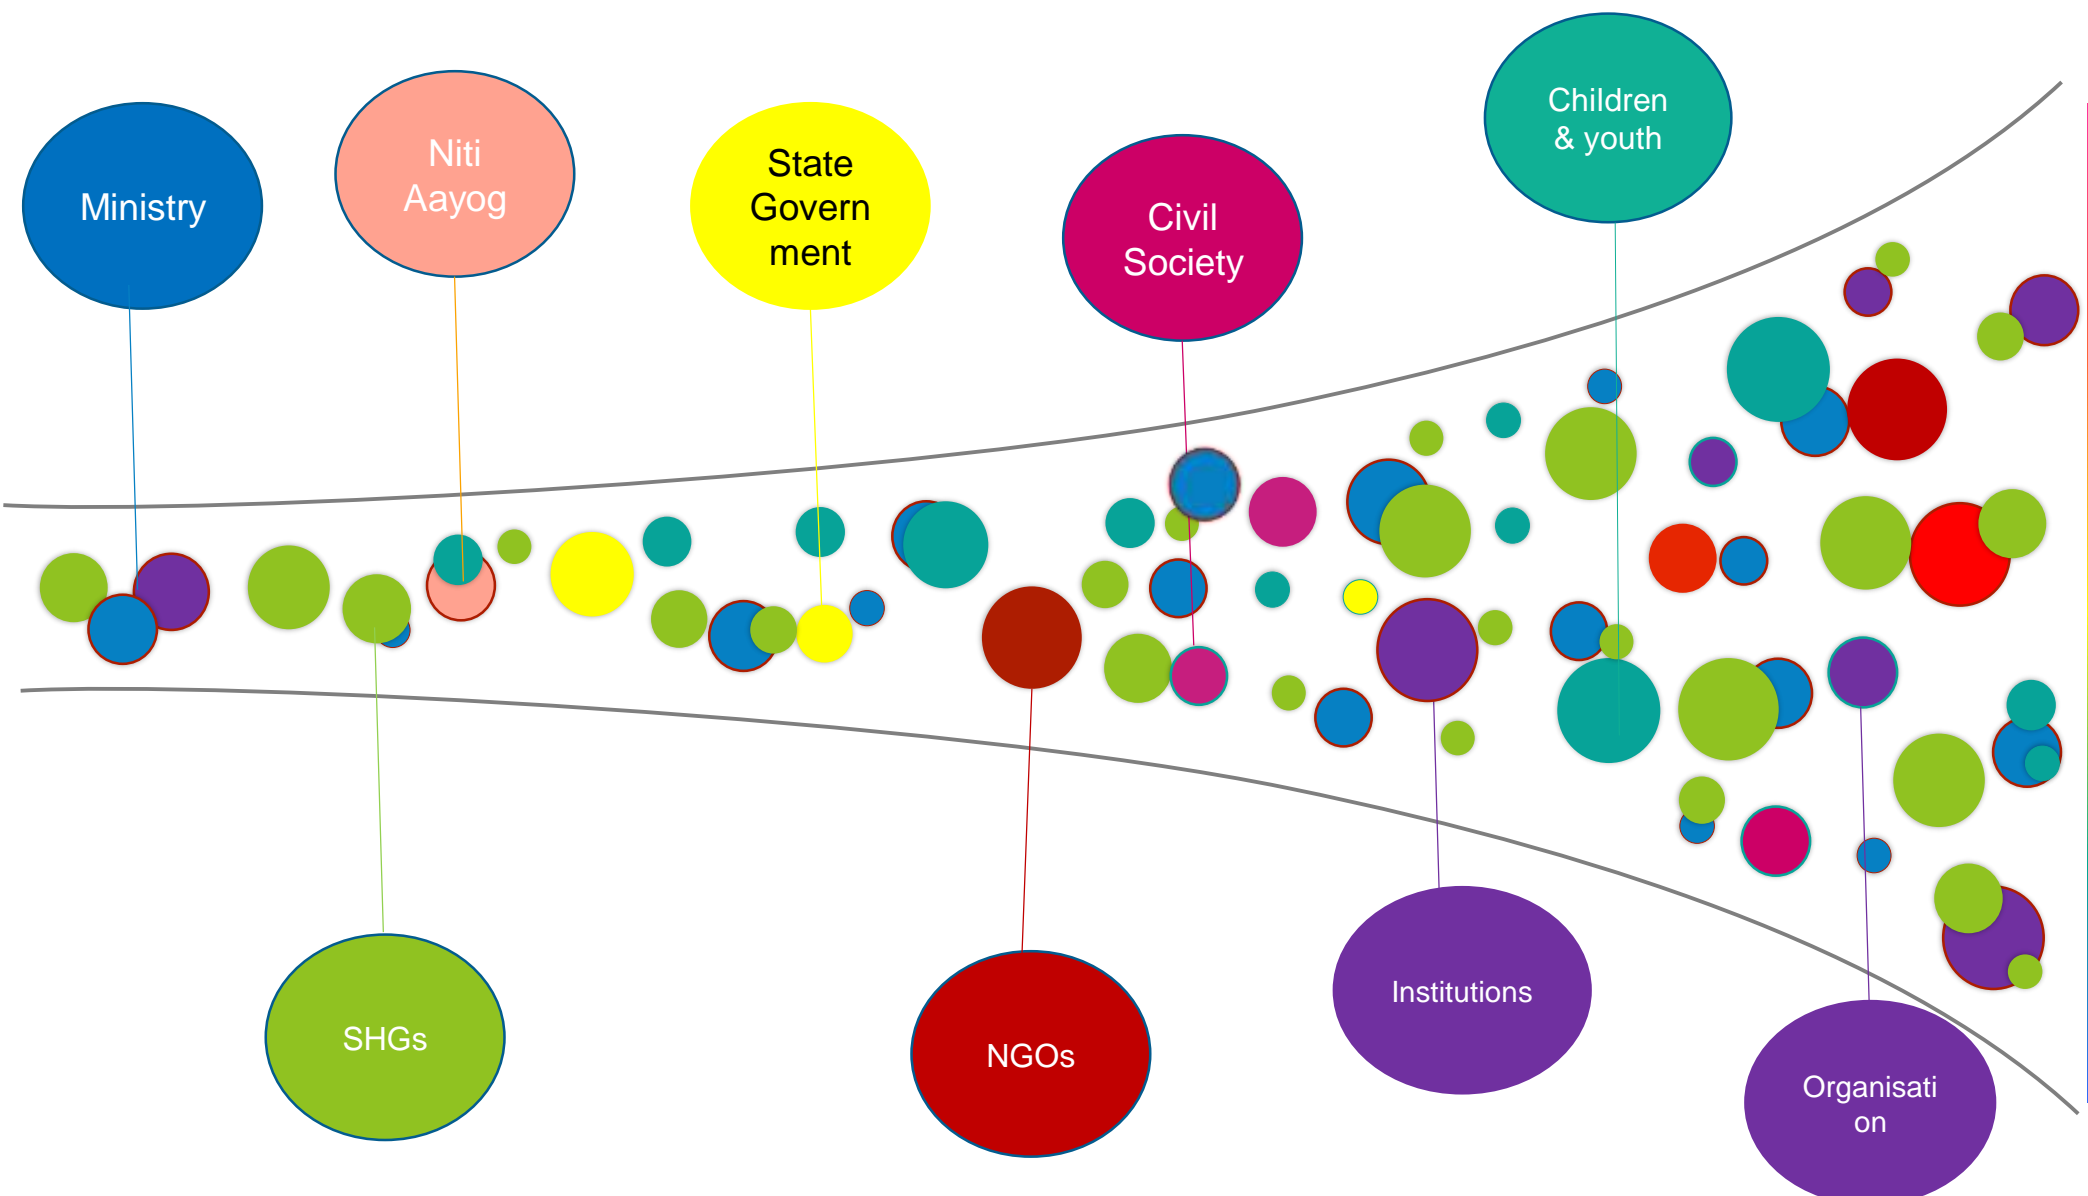 Ministry
Niti
Aayog
State
Govern
ment
Civil
Society
Children
& youth
SHGs
NGOs
Institutions
Organisati
on